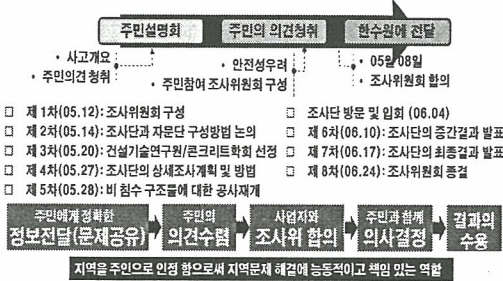 주민설명회
주민의 의견청취
한수원에 전달
• 사고개요
• 주민의견 청취
• 안전성우려
• 주민참여 조사위원회 구성
• 05월 08일
• 조사위원회 합의
□ 제 1차(05.12): 조사위원회 구성
□ 제 2차(05.14): 조사단과 자문단 구성방법 논의
□ 제 3차(05.20): 건설기술연구원/콘크리트학회 선정
□ 제 4차(05.27): 조사단의 상세조사계획 및 방법
□ 제 5차(05.28): 비 침수 구조물에 대한 공사재개
□ 조사단 방문 및 입회 (06.04)
□ 제 6차(06.10): 조사단의 중간결과 발표
□ 제 7차(06.17): 조사단의 최종결과 발표
□ 제 8차(06.24): 조사위원회 종결
주민에게 정확한
정보전달(문제공유)
주민의
의견수렴
사업자와
조사위 합의
주민과 함께
의사결정
결과의
수용
지역을 주인으로 인정 함으로써 지역문제 해결에 능동적이고 책임 있는 역할